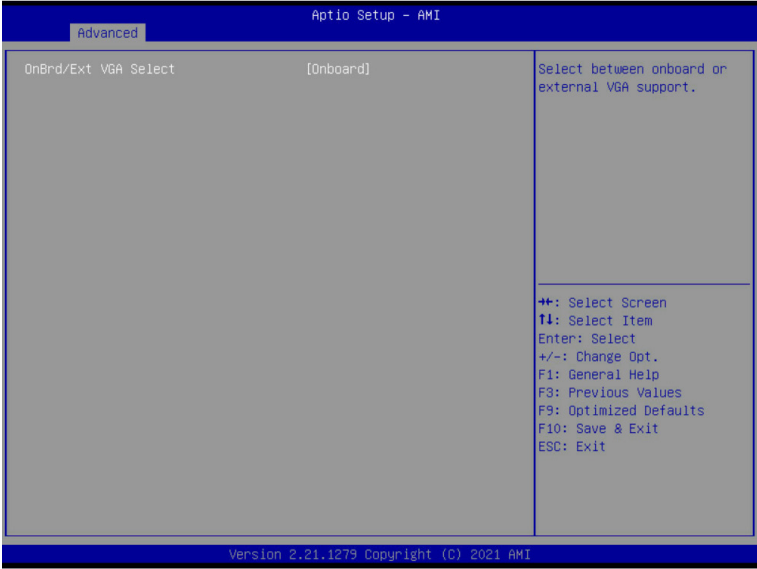 Aptio Setup – AMI
Advanced
OnBrd/Ext VGA Select [Onboard]
Select between onboard or
external VGA support.
→←: Select Screen
↑↓: Select Item
Enter: Select
+/-: Change Opt.
F1: General Help
F3: Previous Values
F9: Optimized Defaults
F10: Save & Exit
ESC: Exit
Version 2.21.1279 Copyright (C) 2021 AMI